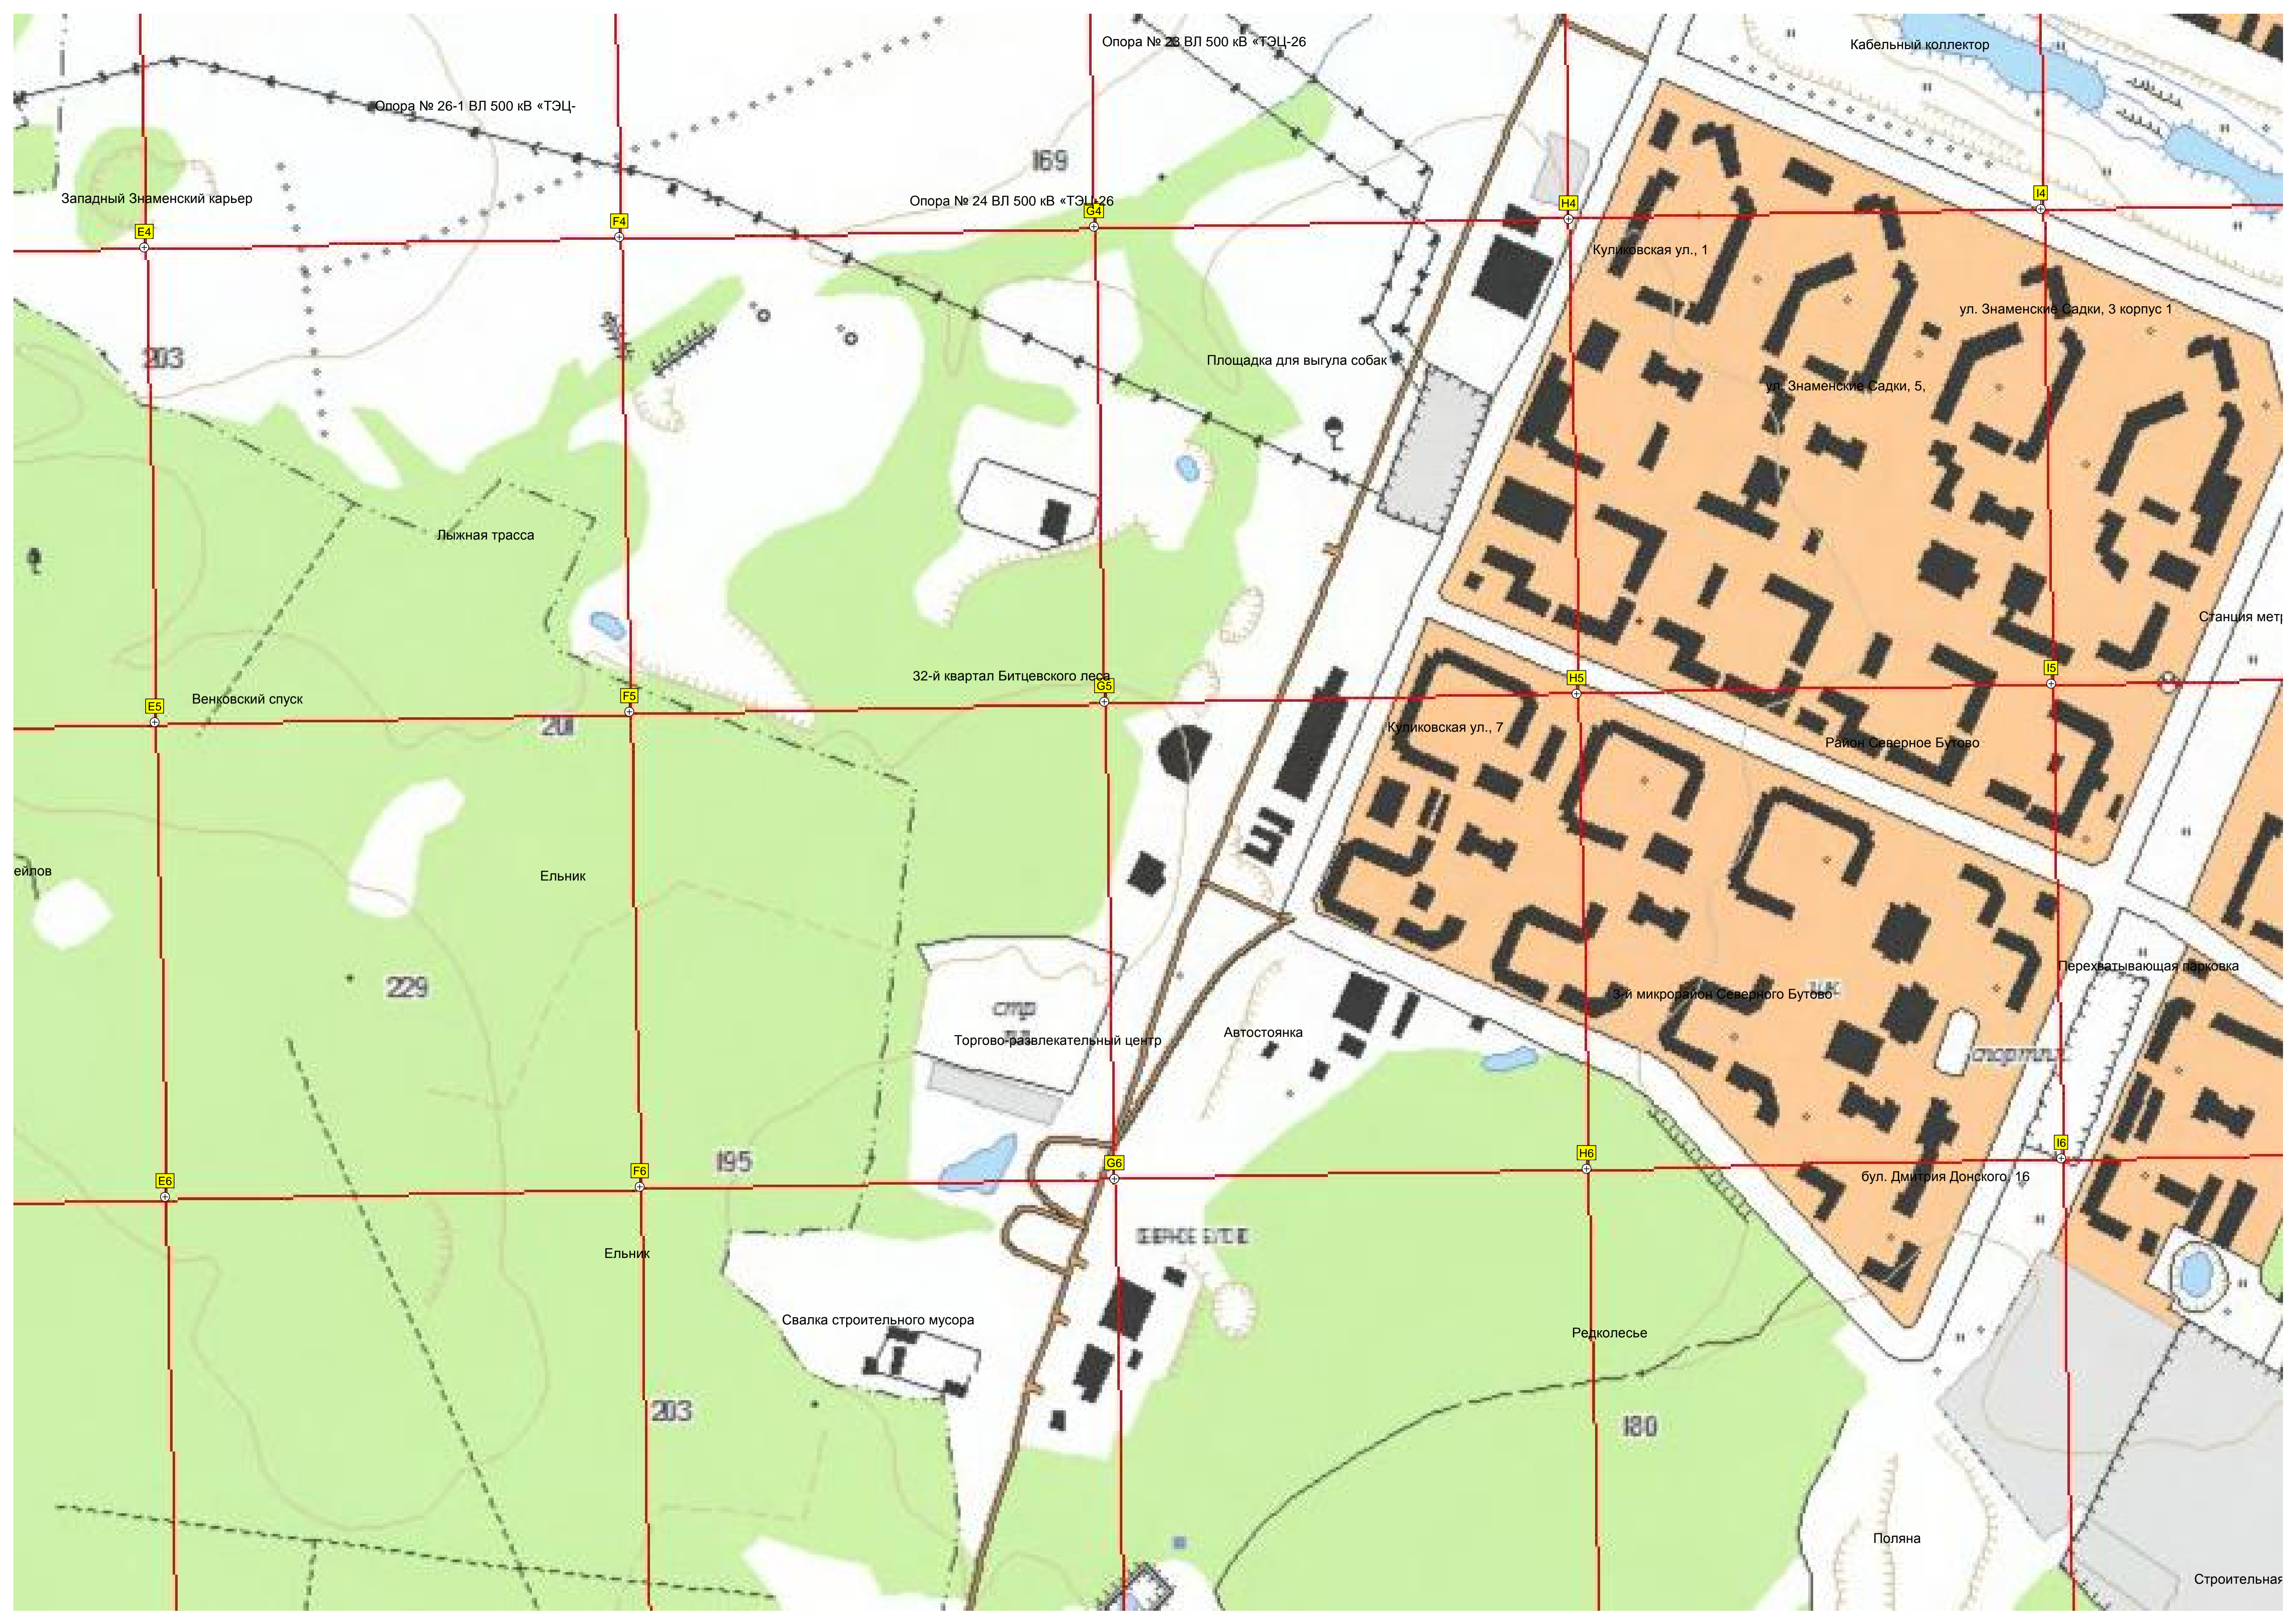 Опора № 23 ВЛ 500 кВ «ТЭЦ-26
Кабельный коллектор
Опора № 26-1 ВЛ 500 кВ «ТЭЦ-
169
Западный Знаменский карьер
Опора № 24 ВЛ 500 кВ «ТЭЦ-26
E4
F4
G4
H4
I4
Куликовская ул., 1
ул. Знаменские Садки, 3 корпус 1
203
Площадка для выгула собак
ул. Знаменские Садки, 5,
Лыжная трасса
Станция мет
32-й квартал Битцевского леса
Венковский спуск
E5
F5
G5
H5
I5
201
Куликовская ул., 7
Район Северное Бутово
ейлов
Ельник
Перехватывающая парковка
229
3-й микрорайон Северного Бутово
стр
Торгово-развлекательный центр
Автостоянка
спортпл.
195
E6
F6
G6
H6
I6
бул. Дмитрия Донского, 16
СЕВЕРНОЕ БУТОВО
Ельник
Свалка строительного мусора
Редколесье
203
180
Поляна
Строительная